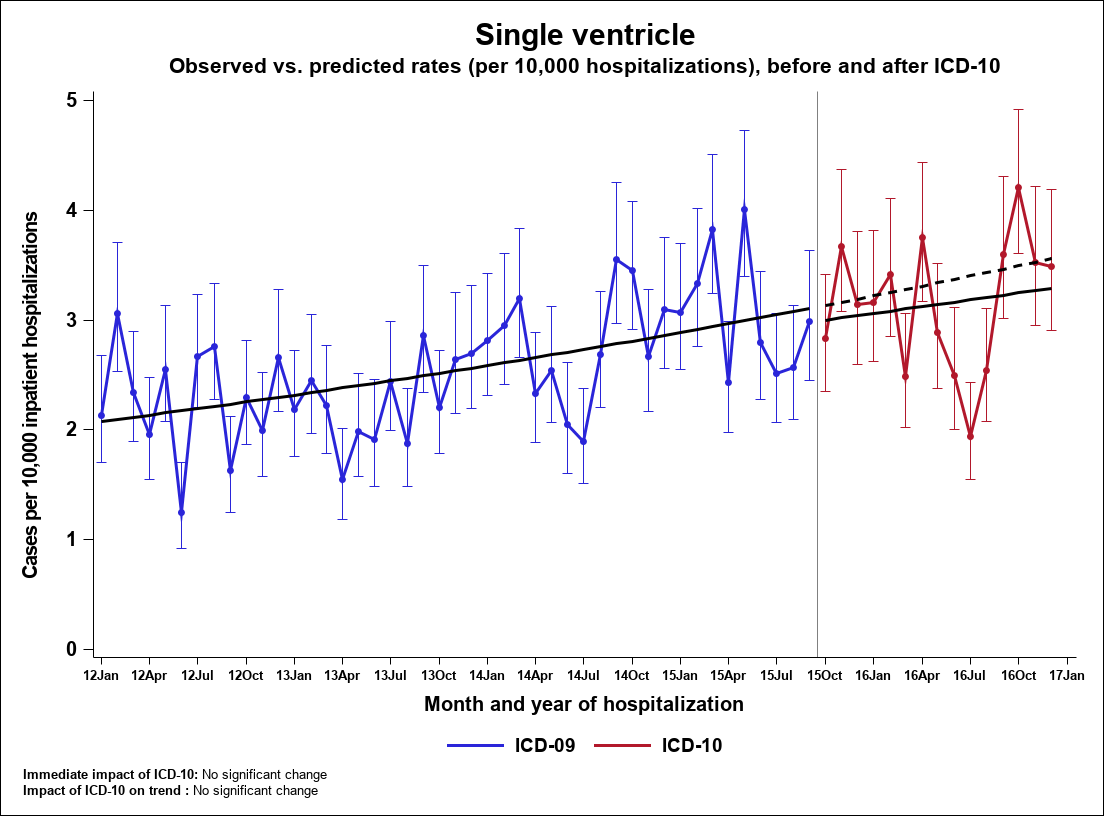 Single ventricle
Observed vs. predicted rates (per 10,000 hospitalizations), before and after ICD-10
Cases per 10,000 inpatient hospitalizations
5
4
3
2
1
0
12Jan 12Apr 12Jul 12Oct 13Jan 13Apr 13Jul 13Oct 14Jan 14Apr 14Jul 14Oct 15Jan 15Apr 15Jul 15Oct 16Jan 16Apr 16Jul 16Oct 17Jan
Month and year of hospitalization
ICD-09 ICD-10
Immediate impact of ICD-10: No significant change
Impact of ICD-10 on trend : No significant change